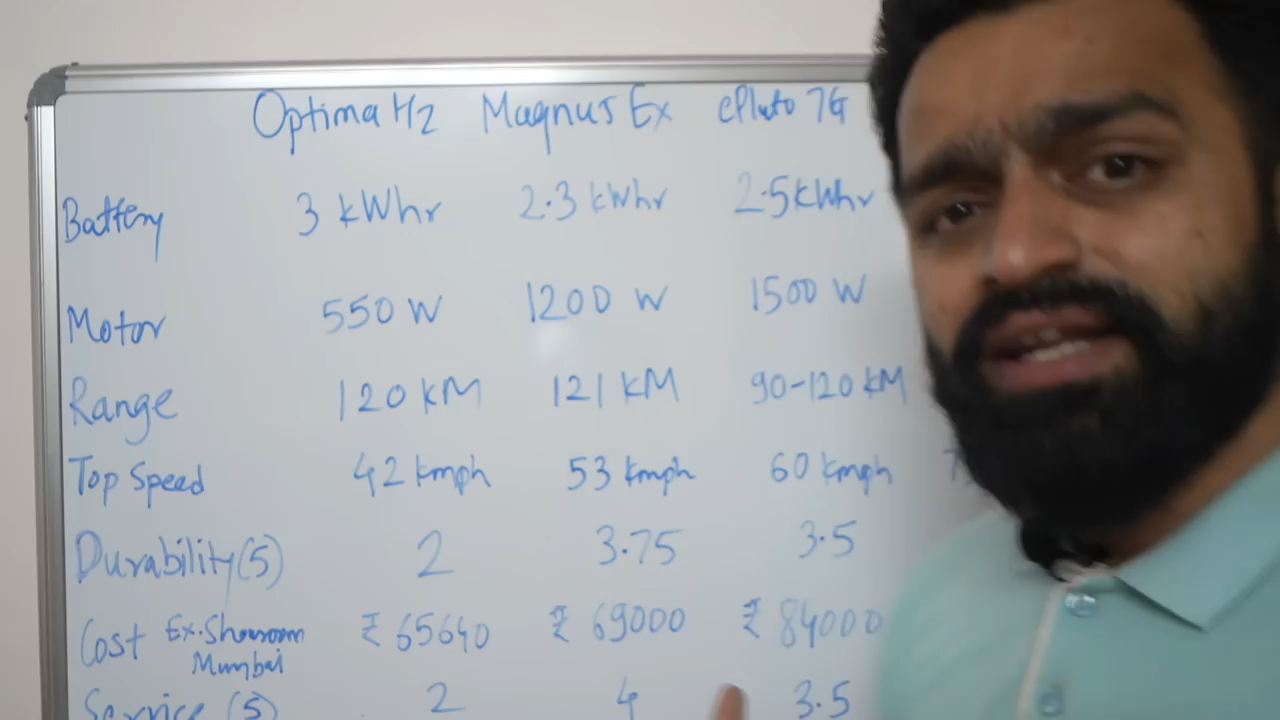 Optima H2 Magnus Ex ePluto 7G
Battery 3 kWhr 2.3 kWhr 2.5 kWhr
Motor 550 W 1200 W 1500 W
Range 120 KM 121 KM 90-120 KM
Top Speed 42 kmph 53 kmph 60 kmph
Durability (5) 2 3.75 3.5
Cost Ex. Showroom Mumbai ₹ 65640 ₹ 69000 ₹ 84000
Service (5) 2 4 3.5